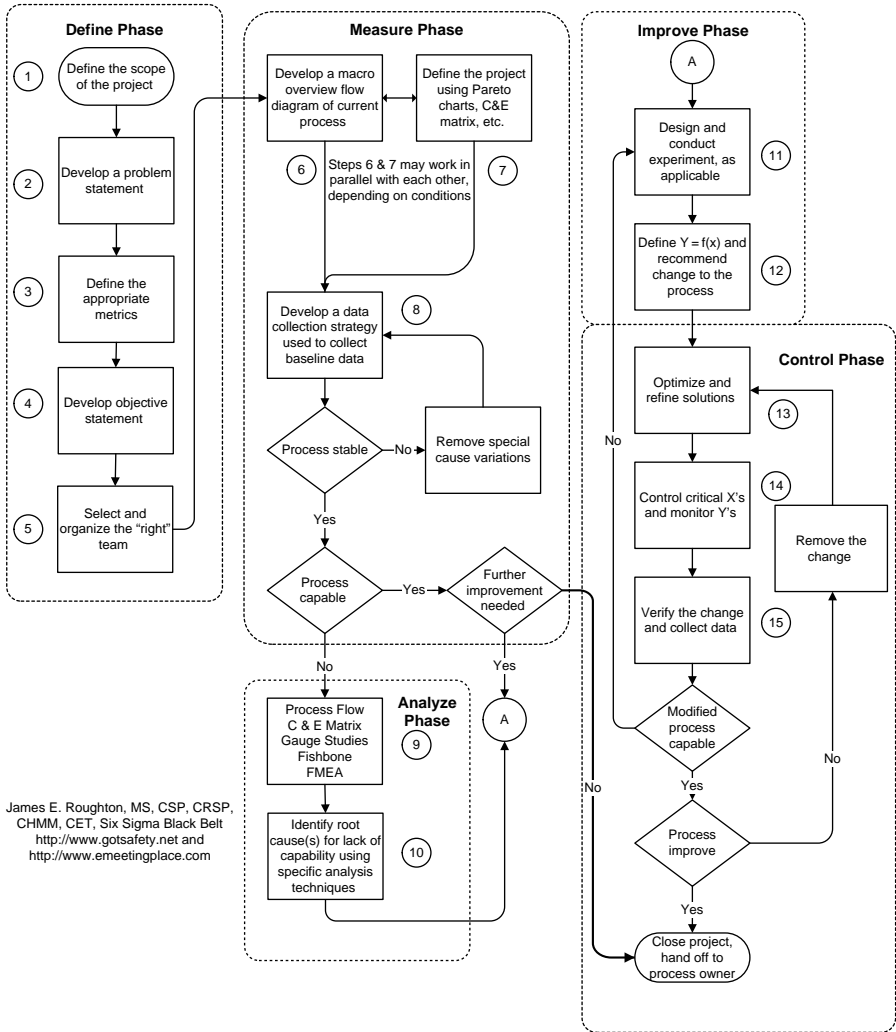 Define Phase
1
Define the scope
of the project
2
Develop a problem
statement
3
Define the
appropriate
metrics
4
Develop objective
statement
5
Select and
organize the “right”
team
Measure Phase
Develop a macro
overview flow
diagram of current
process
Define the project
using Pareto
charts, C&E
matrix, etc.
6
Steps 6 & 7 may work in
parallel with each other,
depending on conditions
7
Develop a data
collection strategy
used to collect
baseline data
8
Process stable
No
Remove special
cause variations
Yes
Process
capable
Yes
Further
improvement
needed
No
Yes
A
Analyze
Phase
Process Flow
C & E Matrix
Gauge Studies
Fishbone
FMEA
9
Identify root
cause(s) for lack of
capability using
specific analysis
techniques
10
No
James E. Roughton, MS, CSP, CRSP,
CHMM, CET, Six Sigma Black Belt
http://www.gotsafety.net and
http://www.emeetingplace.com
Improve Phase
A
Design and
conduct
experiment, as
applicable
11
Define Y = f(x) and
recommend
change to the
process
12
Control Phase
Optimize and
refine solutions
13
No
Control critical X’s
and monitor Y’s
14
Remove the
change
Verify the change
and collect data
15
Modified
process
capable
No
Yes
Process
improve
Yes
Close project,
hand off to
process owner